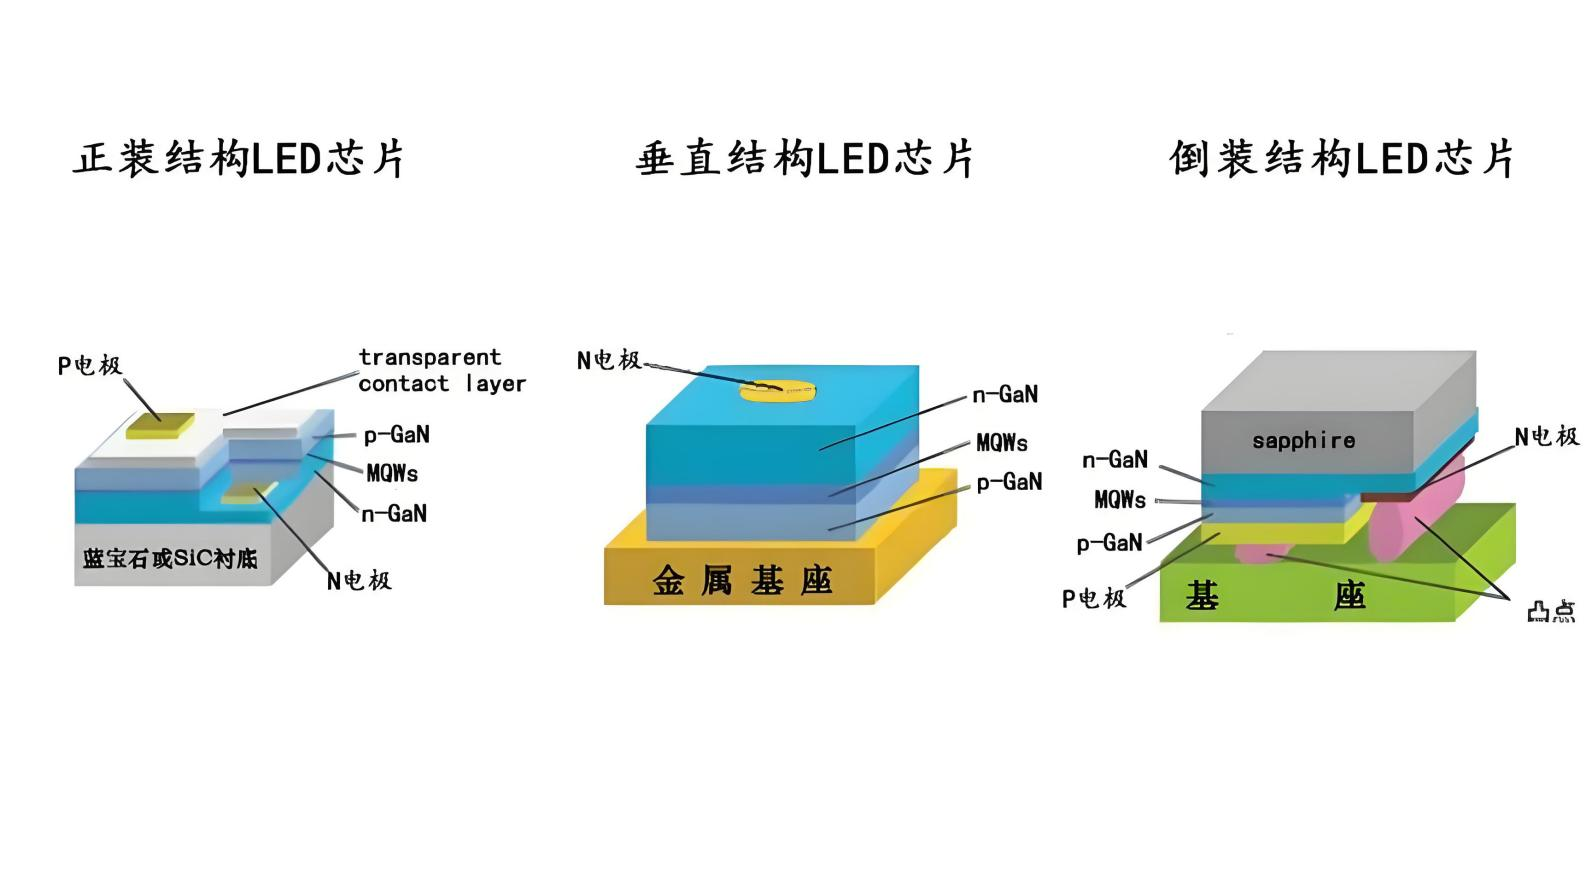 正装结构LED芯片
垂直结构LED芯片
倒装结构LED芯片
P电极
transparent
contact layer
p-GaN
MQWs
n-GaN
蓝宝石或SiC衬底
N电极
N电极
n-GaN
MQWs
p-GaN
金属基座
sapphire
N电极
n-GaN
MQWs
p-GaN
P电极
基座
凸点